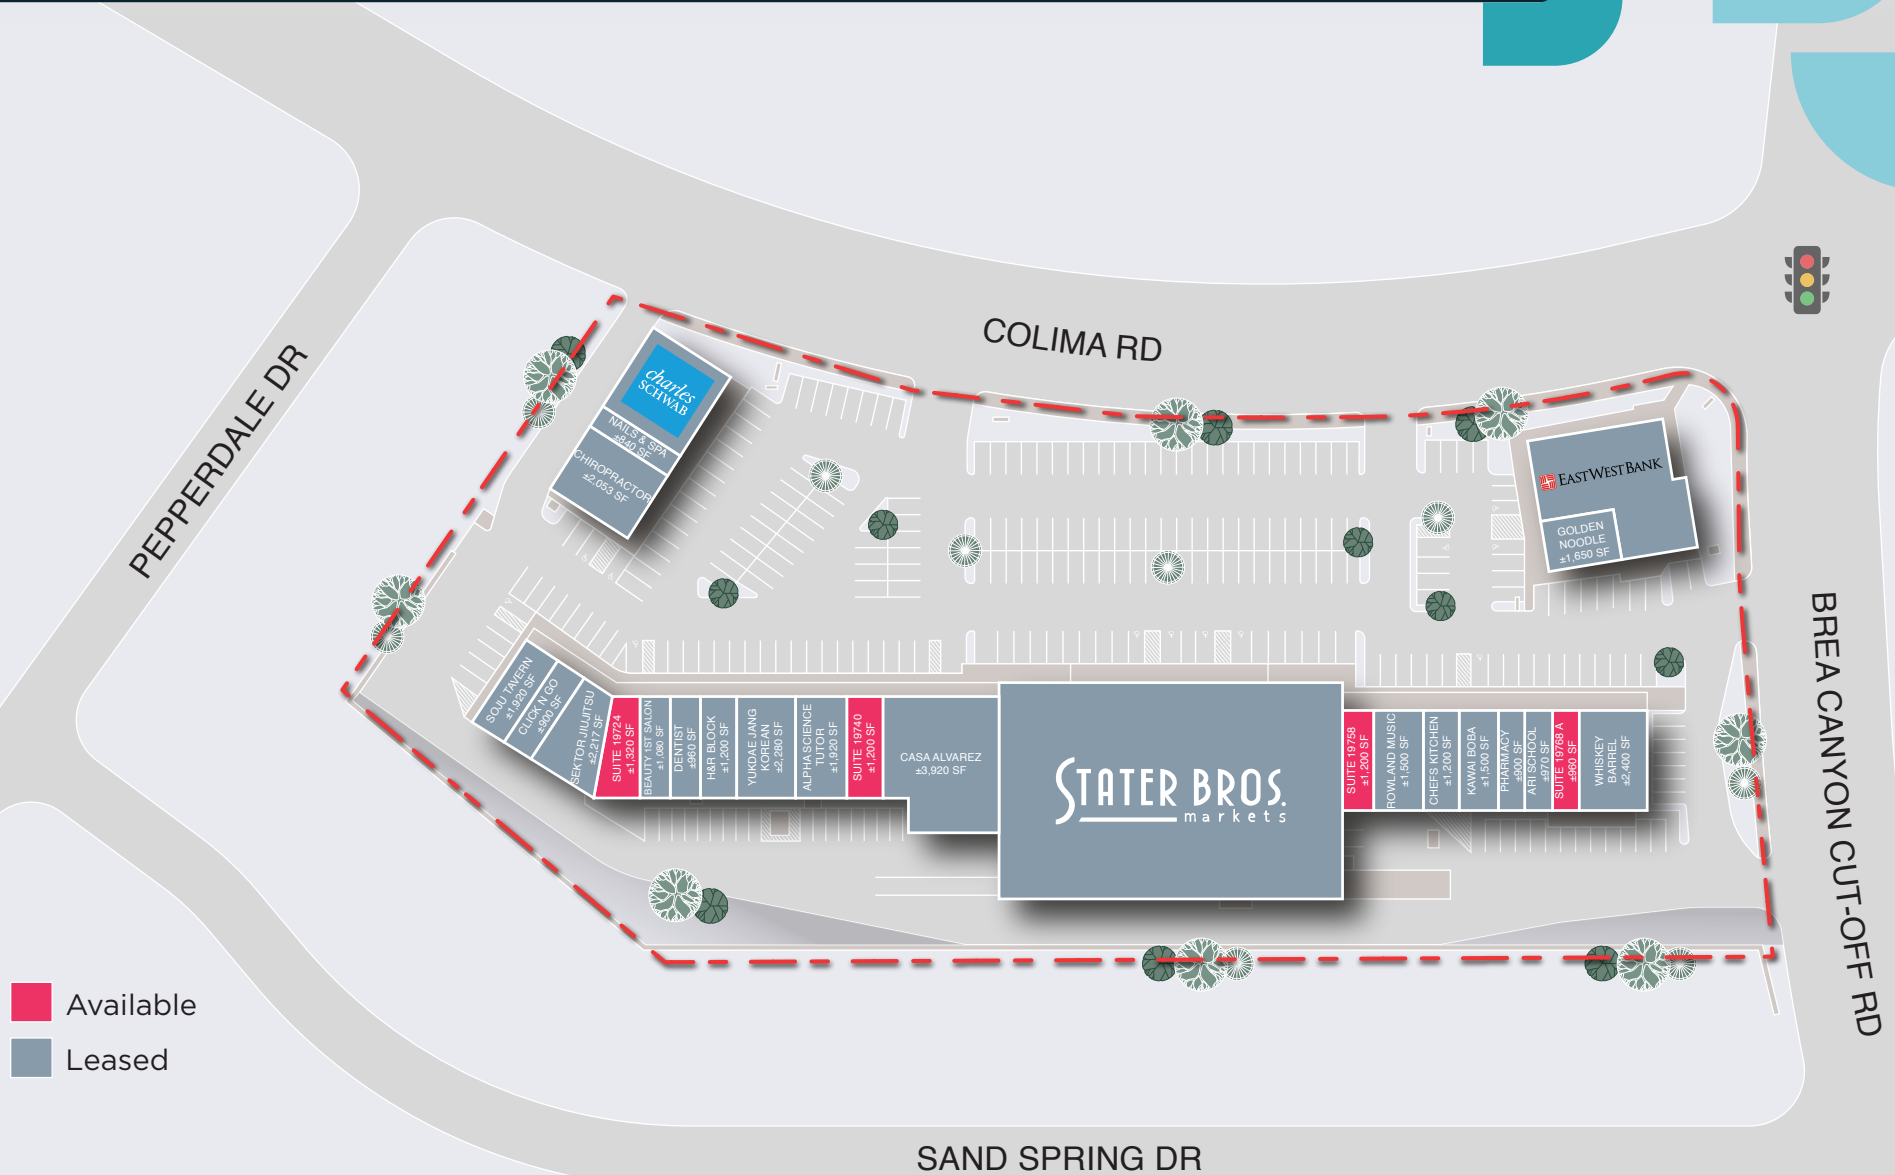 COLIMA RD
PEPPERDALE DR
BREA CANYON CUT-OFF RD
SAND SPRING DR
charles
SCHWAB
NAILS & SPA
±840 SF
CHIROPRACTOR
±2,053 SF
EASTWESTBANK
GOLDEN
NOODLE
±1,650 SF
SOJU TAVERN
±1,920 SF
CLICK N GO
±900 SF
SEKTOR JIUJITSU
±2,217 SF
SUITE 19724
±1,320 SF
BEAUTY 1ST SALON
±1,080 SF
DENTIST
±960 SF
H&R BLOCK
±1,200 SF
YUKDAE JANG
KOREAN
±2,280 SF
ALPHA SCIENCE
TUTOR
±1,920 SF
SUITE 19740
±1,200 SF
CASA ALVAREZ
±3,920 SF
STATER BROS.
markets
SUITE 19758
±1,200 SF
ROWLAND MUSIC
±1,500 SF
CHEFS KITCHEN
±1,200 SF
KAWAI BOBA
±1,500 SF
PHARMACY
±900 SF
ARI SCHOOL
±970 SF
SUITE 19768 A
±960 SF
WHISKEY
BARREL
±2,400 SF
Available
Leased